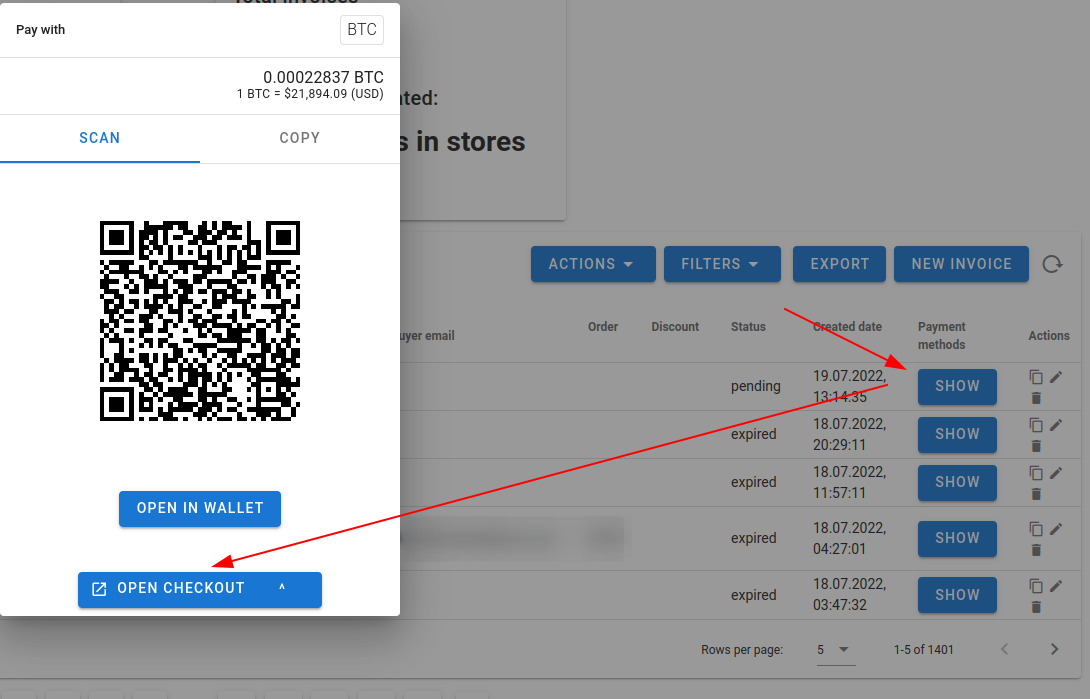 Total invoices
Pay with
BTC
0.00022837 BTC
1 BTC = $21,894.09 (USD)
SCAN
COPY
s in stores
OPEN IN WALLET
OPEN CHECKOUT ^
ACTIONS
FILTERS
EXPORT
NEW INVOICE
uyer email
Order
Discount
Status
Created date
Payment
methods
Actions
pending
19.07.2022,
13:14:35
SHOW
expired
18.07.2022,
20:29:11
SHOW
expired
18.07.2022,
11:57:11
SHOW
expired
18.07.2022,
04:27:01
SHOW
expired
18.07.2022,
03:47:32
SHOW
Rows per page:
5
1-5 of 1401